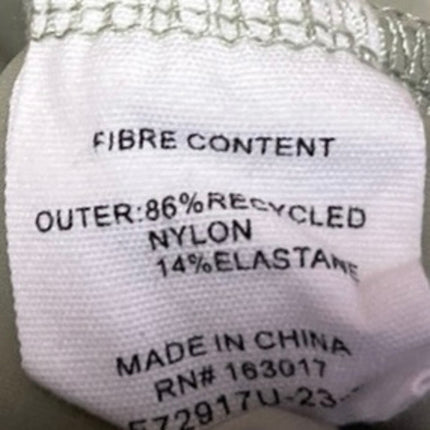 FIBRE CONTENT
OUTER:86%RECYCLED
NYLON
14%ELASTANE
MADE IN CHINA
RN# 163017